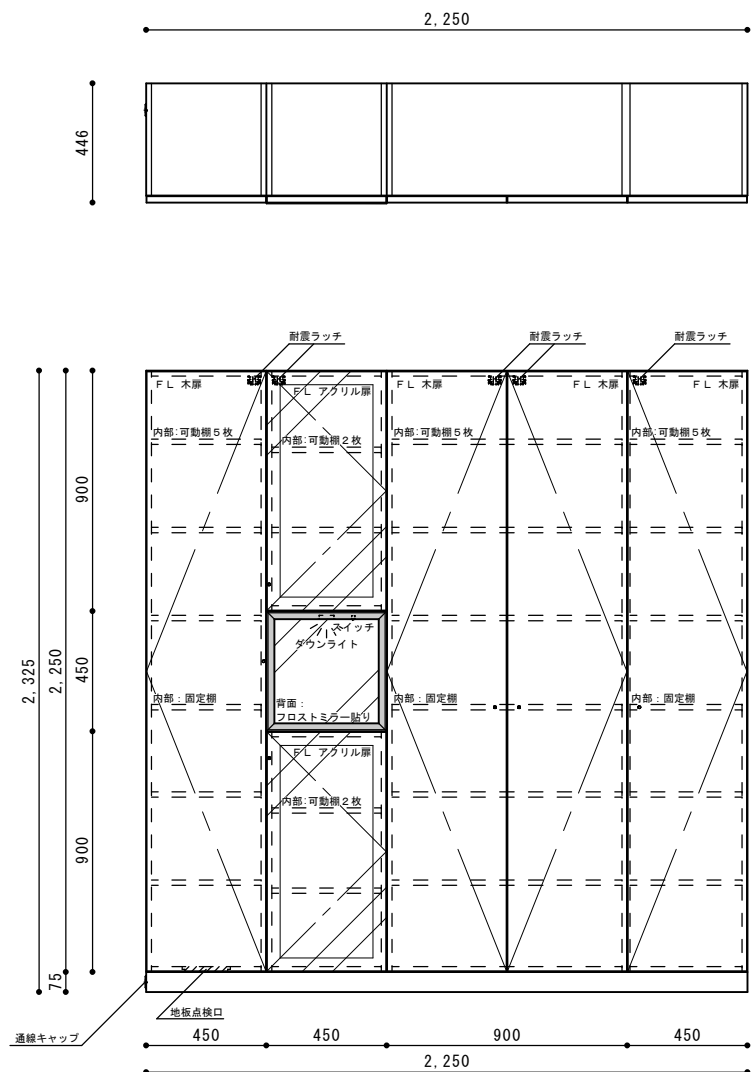 2,250
446
耐震ラッチ
耐震ラッチ
耐震ラッチ
ＦＬ 木扉
ＦＬ アクリル扉
ＦＬ 木扉
ＦＬ 木扉
ＦＬ 木扉
内部:可動棚５枚
内部:可動棚２枚
内部:可動棚５枚
内部:可動棚５枚
900
スイッチ
ダウンライト
450
2,250
2,325
内部：固定棚
背面：
フロストミラー貼り
内部：固定棚
内部：固定棚
ＦＬ アクリル扉
内部:可動棚２枚
900
75
地板点検口
通線キャップ
450
450
900
450
2,250